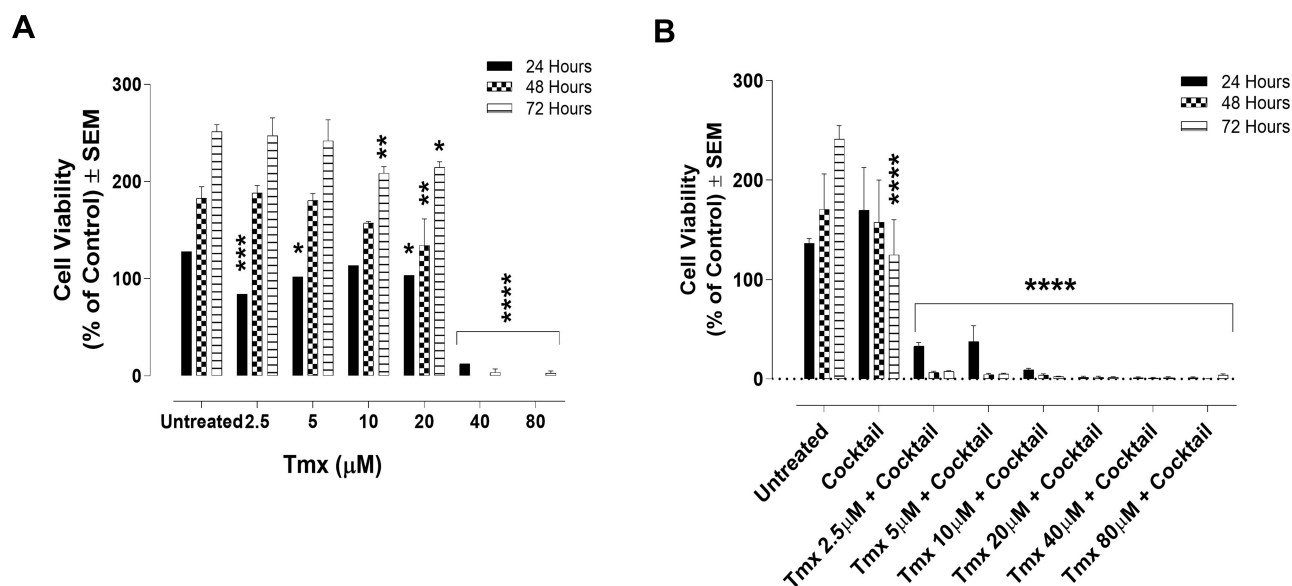 A
24 Hours
48 Hours
72 Hours
Cell Viability
(% of Control) ± SEM
300
200
100
0
***
*
**
*
**
*
****
Untreated 2.5 5 10 20 40 80
Tmx (μM)
B
24 Hours
48 Hours
72 Hours
Cell Viability
(% of Control) ± SEM
300
200
100
0
****
****
Untreated
Cocktail
Tmx 2.5μM + Cocktail
Tmx 5μM + Cocktail
Tmx 10μM + Cocktail
Tmx 20μM + Cocktail
Tmx 40μM + Cocktail
Tmx 80μM + Cocktail